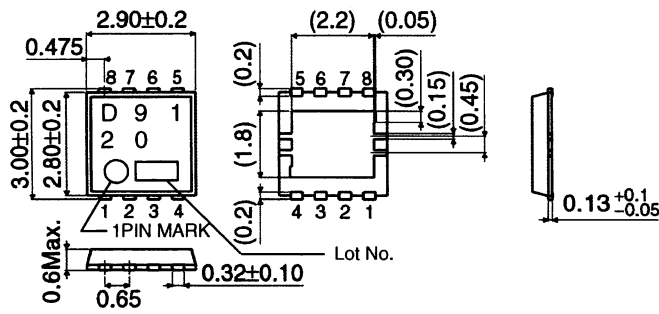 2.90±0.2
(2.2)
(0.05)
0.475
8 7 6 5
(0.2)
5 6 7 8
(0.30)
(0.15)
(0.45)
3.00±0.2
2.80±0.2
D 9 1
2 0
(1.8)
1 2 3 4
(0.2)
4 3 2 1
0.13 +0.1 -0.05
1PIN MARK
Lot No.
0.6Max.
0.32±0.10
0.65